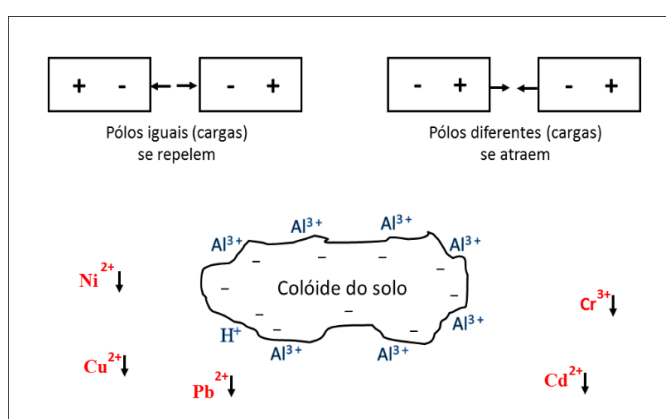 + - - +
- + - +
Pólos iguais (cargas)
se repelem
Pólos diferentes (cargas)
se atraem
Al3+ Al3+
Al3+ Al3+
Ni2+
Colóide do solo
- - - - - - - - -
Cr3+
H+
Al3+
Al3+ Al3+
Cu2+
Pb2+
Cd2+